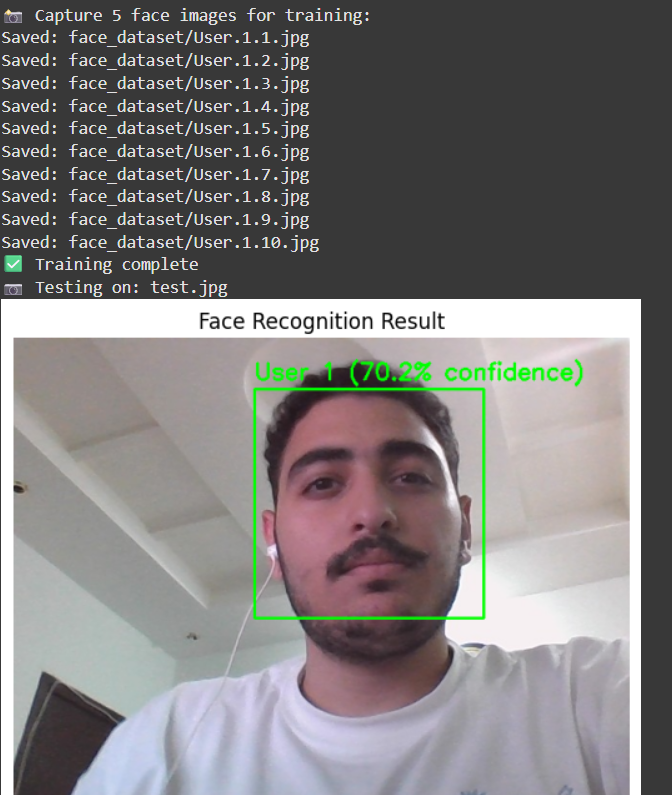 📸 Capture 5 face images for training:
Saved: face_dataset/User.1.1.jpg
Saved: face_dataset/User.1.2.jpg
Saved: face_dataset/User.1.3.jpg
Saved: face_dataset/User.1.4.jpg
Saved: face_dataset/User.1.5.jpg
Saved: face_dataset/User.1.6.jpg
Saved: face_dataset/User.1.7.jpg
Saved: face_dataset/User.1.8.jpg
Saved: face_dataset/User.1.9.jpg
Saved: face_dataset/User.1.10.jpg
✅ Training complete
📷 Testing on: test.jpg
Face Recognition Result
User 1 (70.2% confidence)